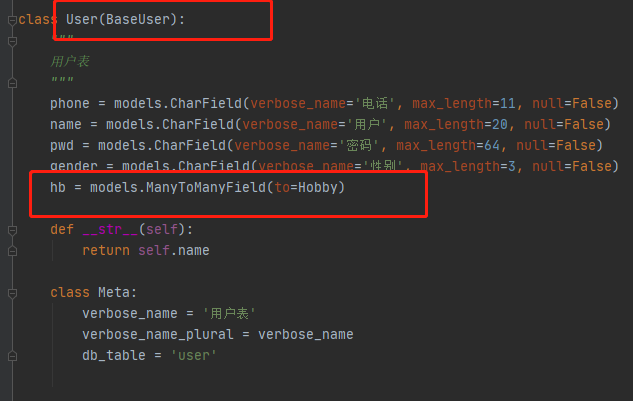 class User(BaseUser):
"""
用户表
"""
phone = models.CharField(verbose_name='电话', max_length=11, null=False)
name = models.CharField(verbose_name='用户', max_length=20, null=False)
pwd = models.CharField(verbose_name='密码', max_length=64, null=False)
gender = models.CharField(verbose_name='性别', max_length=3, null=False)
hb = models.ManyToManyField(to=Hobby)
def __str__(self):
return self.name
class Meta:
verbose_name = '用户表'
verbose_name_plural = verbose_name
db_table = 'user'